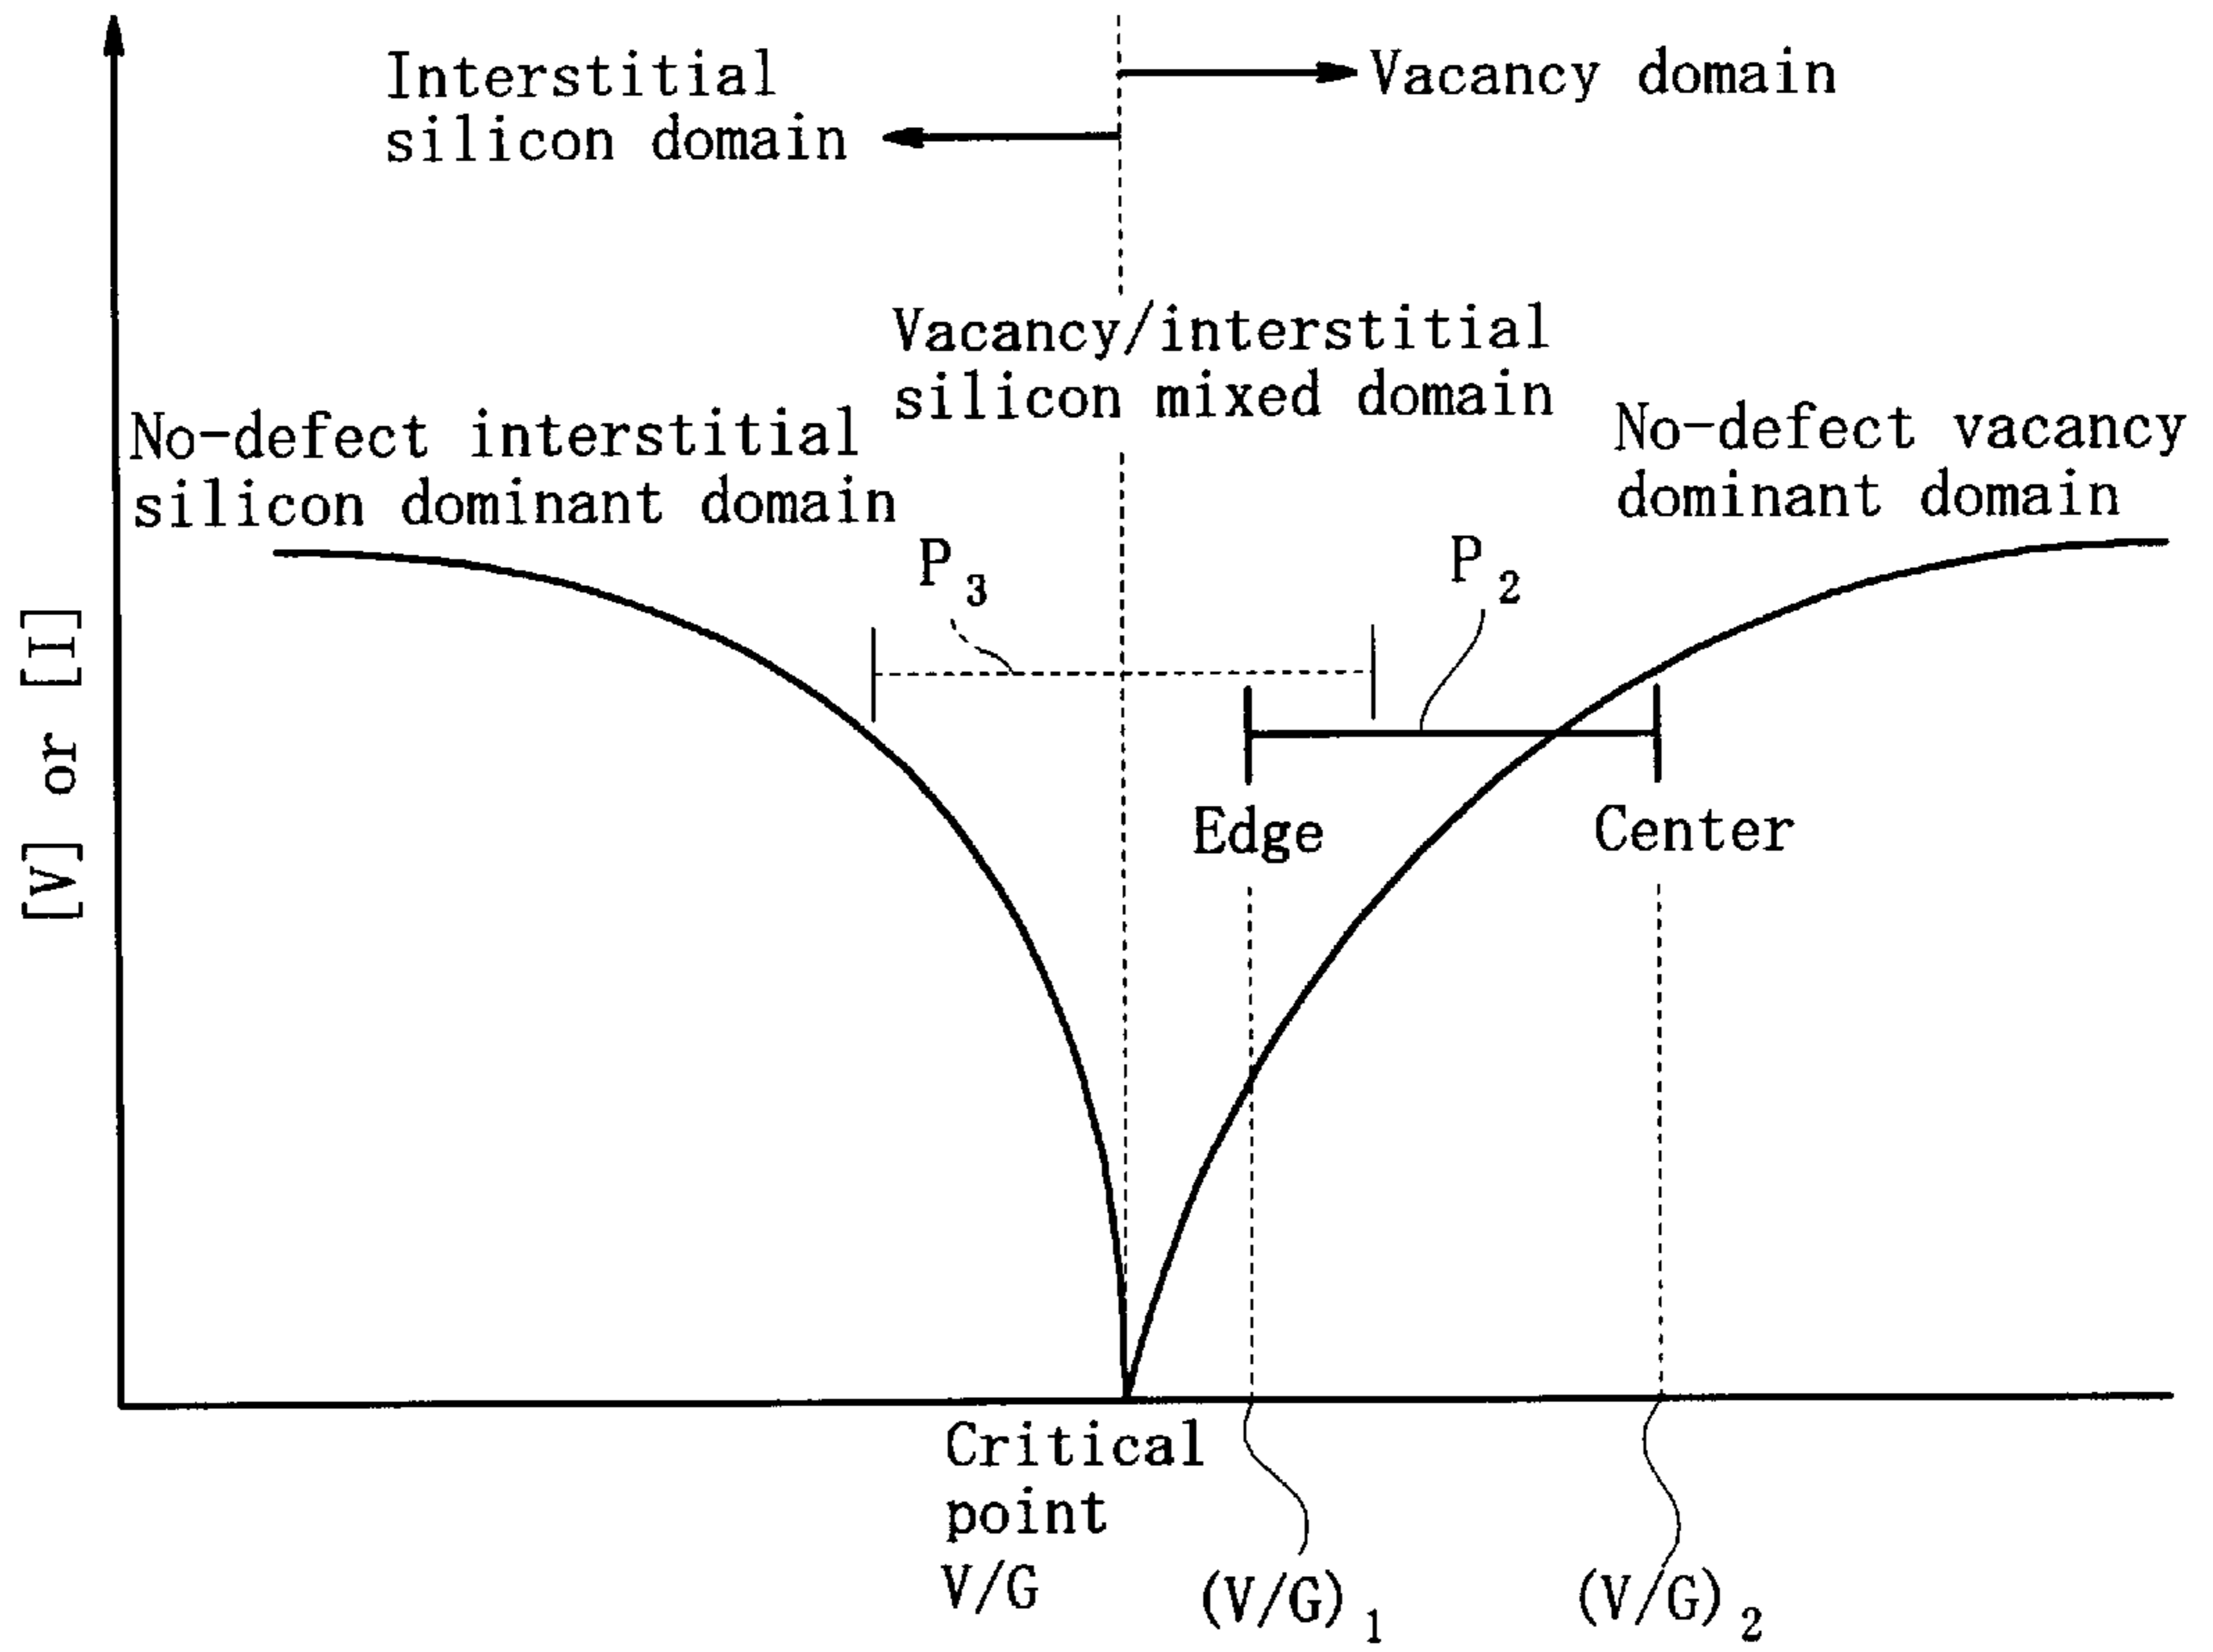 Interstitial
silicon domain
Vacancy domain
Vacancy/interstitial
silicon mixed domain
No-defect interstitial
silicon dominant domain
No-defect vacancy
dominant domain
P3
P2
[V] or [I]
Edge
Center
Critical
point
V/G
(V/G)1
(V/G)2